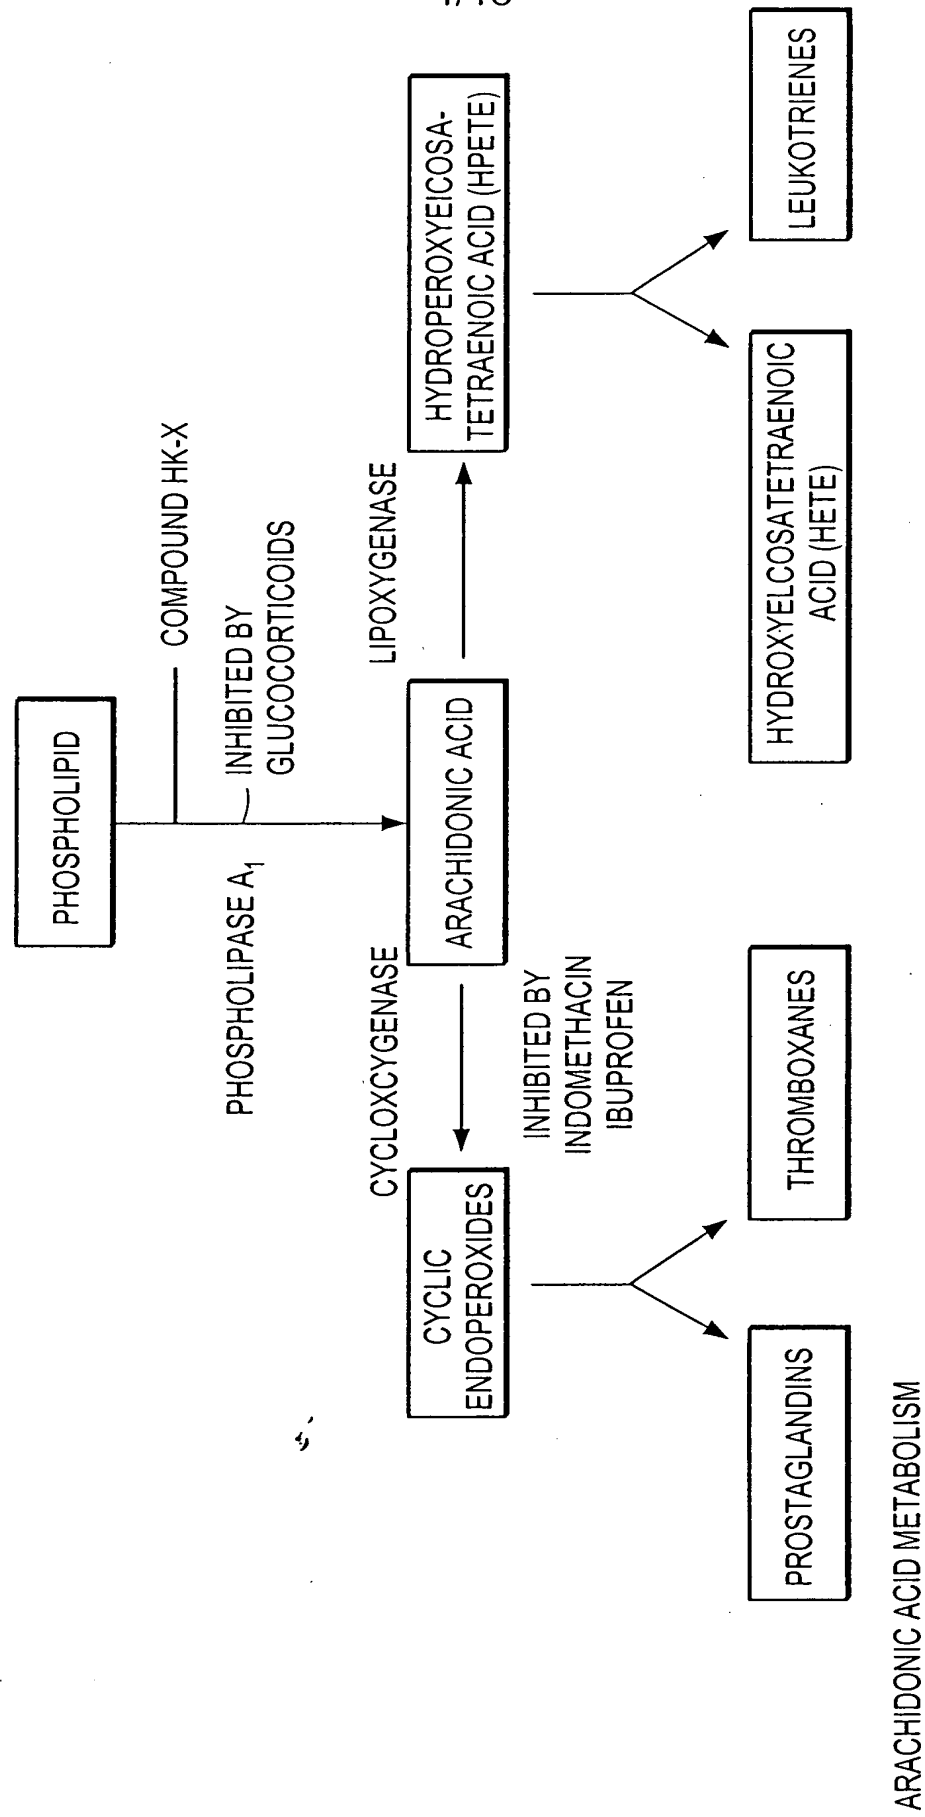 PHOSPHOLIPID
COMPOUND HK-X
PHOSPHOLIPASE A1
INHIBITED BY
GLUCOCORTICOIDS
CYCLOXCYGENASE
LIPOXYGENASE
CYCLIC
ENDOPEROXIDES
ARACHIDONIC ACID
HYDROPEROXYEICOSA-
TETRAENOIC ACID (HPETE)
INHIBITED BY
INDOMETHACIN
IBUPROFEN
PROSTAGLANDINS
THROMBOXANES
HYDROXYELCOSATETRAENOIC
ACID (HETE)
LEUKOTRIENES
ARACHIDONIC ACID METABOLISM